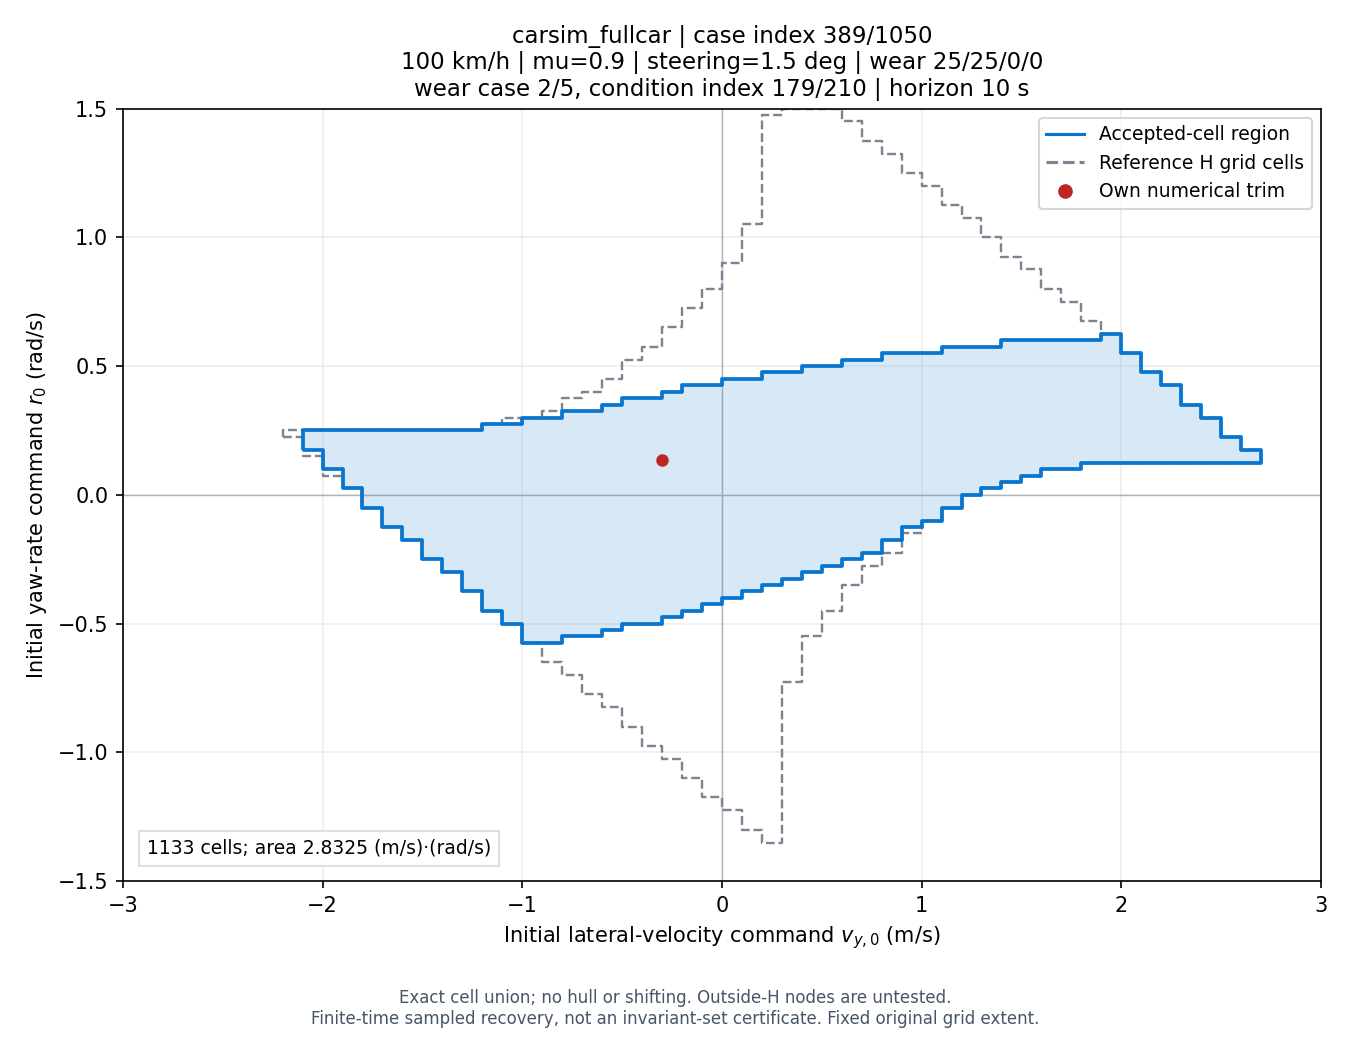 carsim_fullcar | case index 389/1050
100 km/h | mu=0.9 | steering=1.5 deg | wear 25/25/0/0
wear case 2/5, condition index 179/210 | horizon 10 s
Accepted-cell region
Reference H grid cells
Own numerical trim
1.5
1.0
0.5
0.0
−0.5
−1.0
−1.5
Initial yaw-rate command r₀ (rad/s)
1133 cells; area 2.8325 (m/s)·(rad/s)
−3 −2 −1 0 1 2 3
Initial lateral-velocity command v_{y,0} (m/s)
Exact cell union; no hull or shifting. Outside-H nodes are untested.
Finite-time sampled recovery, not an invariant-set certificate. Fixed original grid extent.